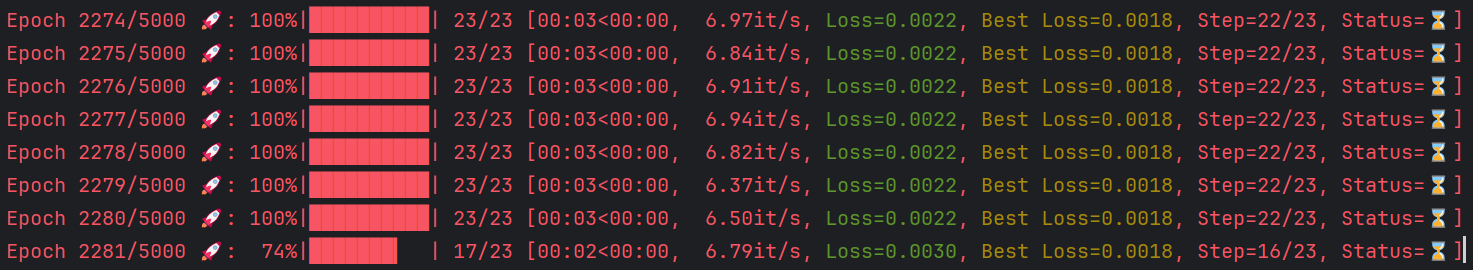 Epoch 2274/5000 🚀: 100%|██████████| 23/23 [00:03<00:00,  6.97it/s, Loss=0.0022, Best Loss=0.0018, Step=22/23, Status=⏳]
Epoch 2275/5000 🚀: 100%|██████████| 23/23 [00:03<00:00,  6.84it/s, Loss=0.0022, Best Loss=0.0018, Step=22/23, Status=⏳]
Epoch 2276/5000 🚀: 100%|██████████| 23/23 [00:03<00:00,  6.91it/s, Loss=0.0022, Best Loss=0.0018, Step=22/23, Status=⏳]
Epoch 2277/5000 🚀: 100%|██████████| 23/23 [00:03<00:00,  6.94it/s, Loss=0.0022, Best Loss=0.0018, Step=22/23, Status=⏳]
Epoch 2278/5000 🚀: 100%|██████████| 23/23 [00:03<00:00,  6.82it/s, Loss=0.0022, Best Loss=0.0018, Step=22/23, Status=⏳]
Epoch 2279/5000 🚀: 100%|██████████| 23/23 [00:03<00:00,  6.37it/s, Loss=0.0022, Best Loss=0.0018, Step=22/23, Status=⏳]
Epoch 2280/5000 🚀: 100%|██████████| 23/23 [00:03<00:00,  6.50it/s, Loss=0.0022, Best Loss=0.0018, Step=22/23, Status=⏳]
Epoch 2281/5000 🚀:  74%|███████▍  | 17/23 [00:02<00:00,  6.79it/s, Loss=0.0030, Best Loss=0.0018, Step=16/23, Status=⏳]